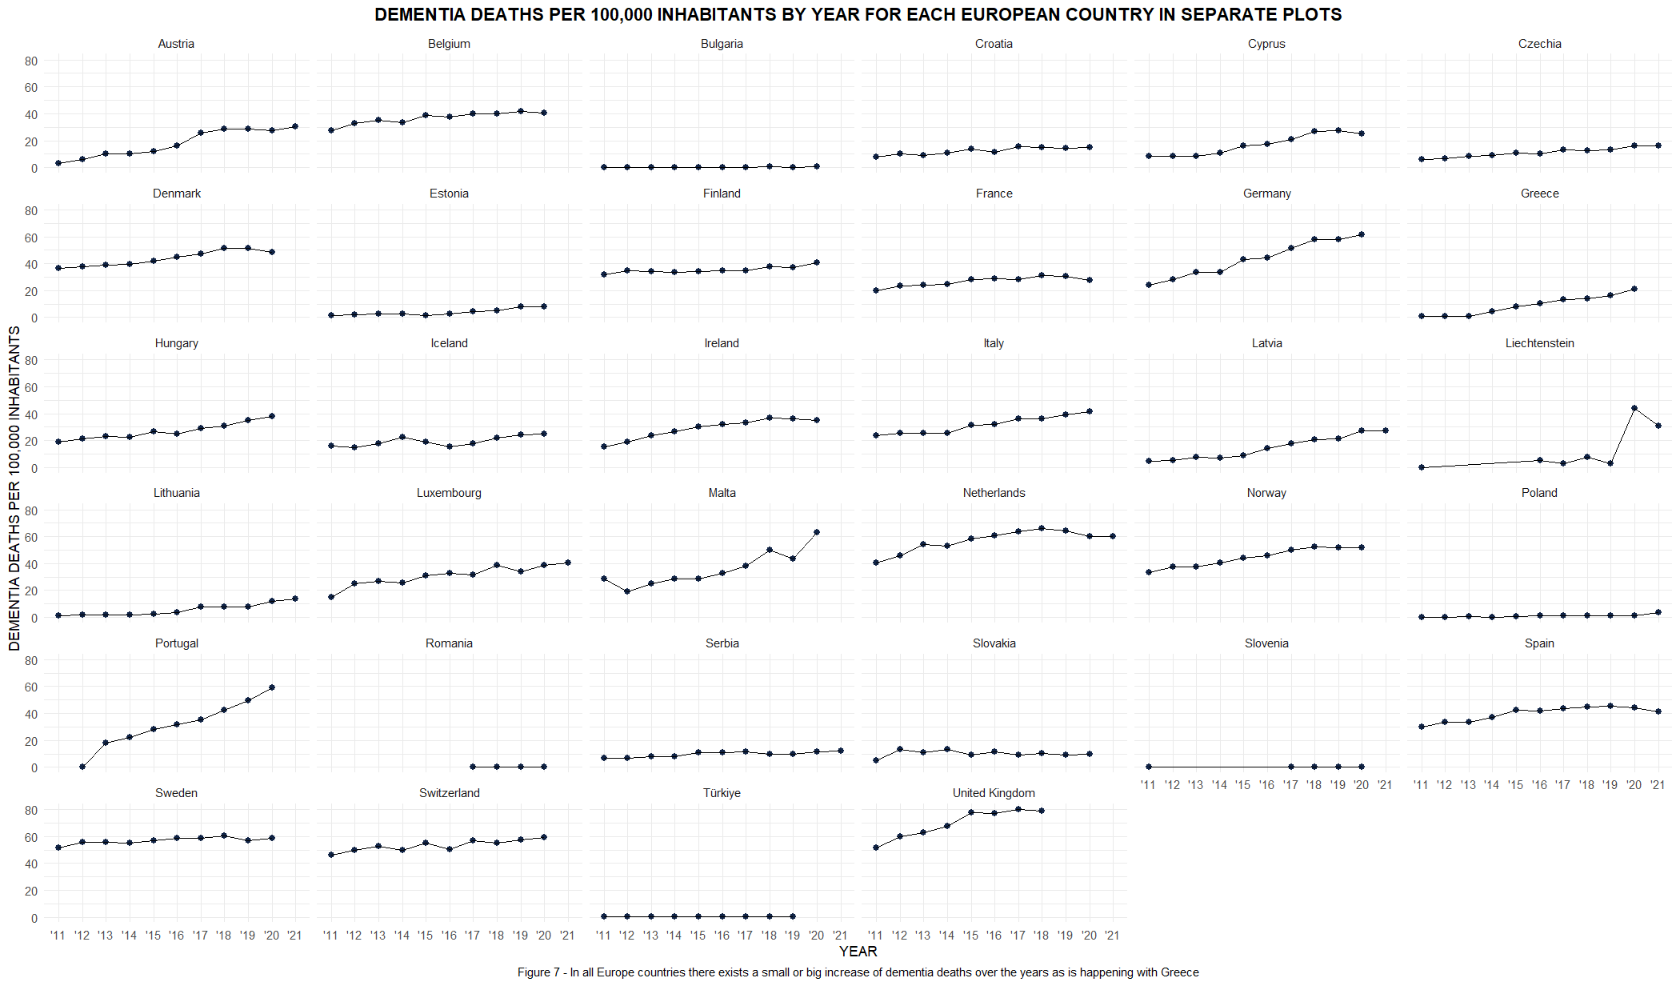 DEMENTIA DEATHS PER 100,000 INHABITANTS BY YEAR FOR EACH EUROPEAN COUNTRY IN SEPARATE PLOTS
Austria Belgium Bulgaria Croatia Cyprus Czechia
80
60
40
20
0
Denmark Estonia Finland France Germany Greece
80
60
40
20
0
Hungary Iceland Ireland Italy Latvia Liechtenstein
80
60
40
20
0
Lithuania Luxembourg Malta Netherlands Norway Poland
80
60
40
20
0
Portugal Romania Serbia Slovakia Slovenia Spain
80
60
40
20
0
'11 '12 '13 '14 '15 '16 '17 '18 '19 '20 '21 '11 '12 '13 '14 '15 '16 '17 '18 '19 '20 '21
Sweden Switzerland Türkiye United Kingdom
80
60
40
20
0
'11 '12 '13 '14 '15 '16 '17 '18 '19 '20 '21 '11 '12 '13 '14 '15 '16 '17 '18 '19 '20 '21 '11 '12 '13 '14 '15 '16 '17 '18 '19 '20 '21 '11 '12 '13 '14 '15 '16 '17 '18 '19 '20 '21
DEMENTIA DEATHS PER 100,000 INHABITANTS
YEAR
Figure 7 - In all Europe countries there exists a small or big increase of dementia deaths over the years as is happening with Greece